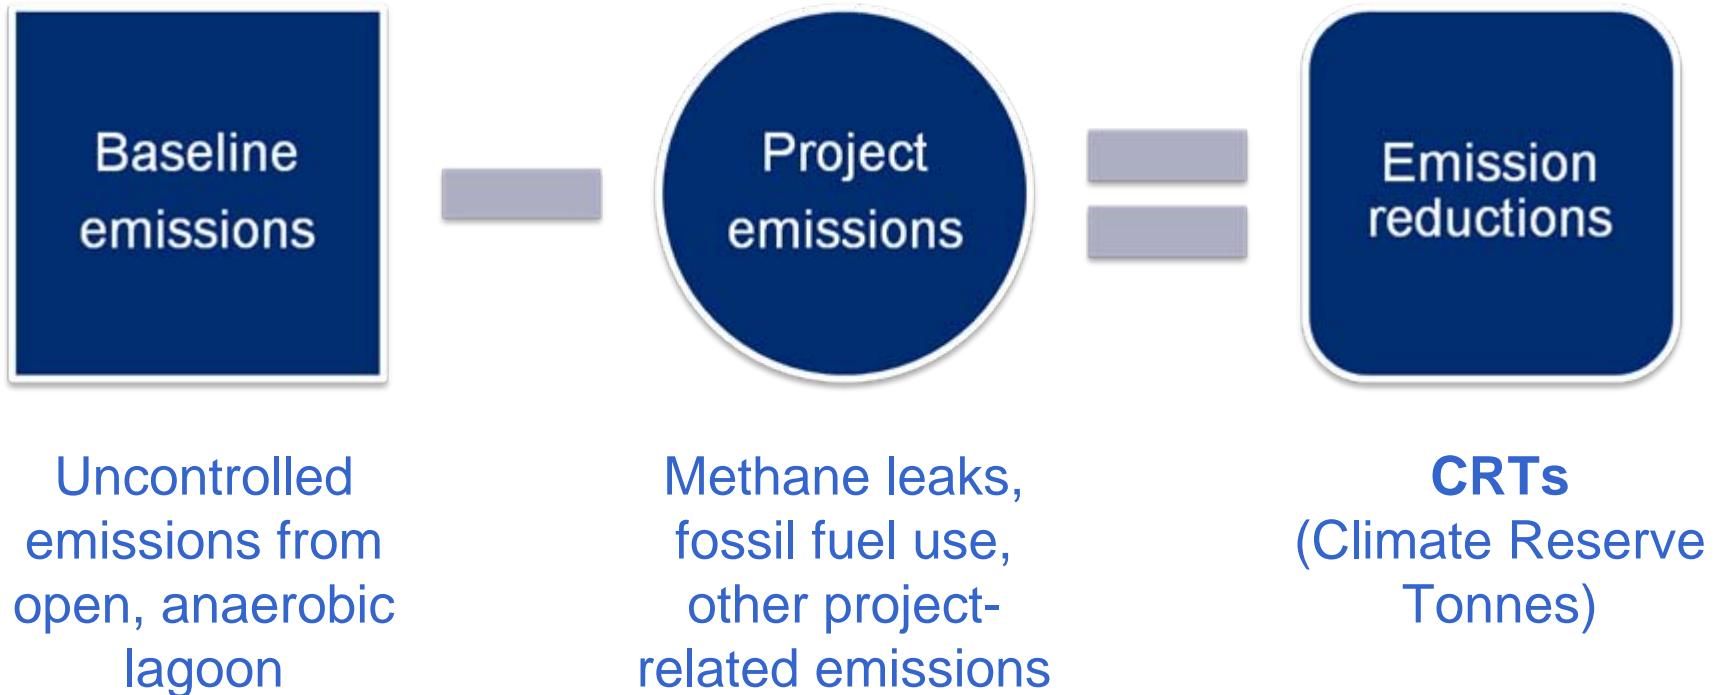 Baseline
emissions
Project
emissions
Emission
reductions
Uncontrolled
emissions from
open, anaerobic
lagoon
Methane leaks,
fossil fuel use,
other project-
related emissions
CRTs
(Climate Reserve
Tonnes)